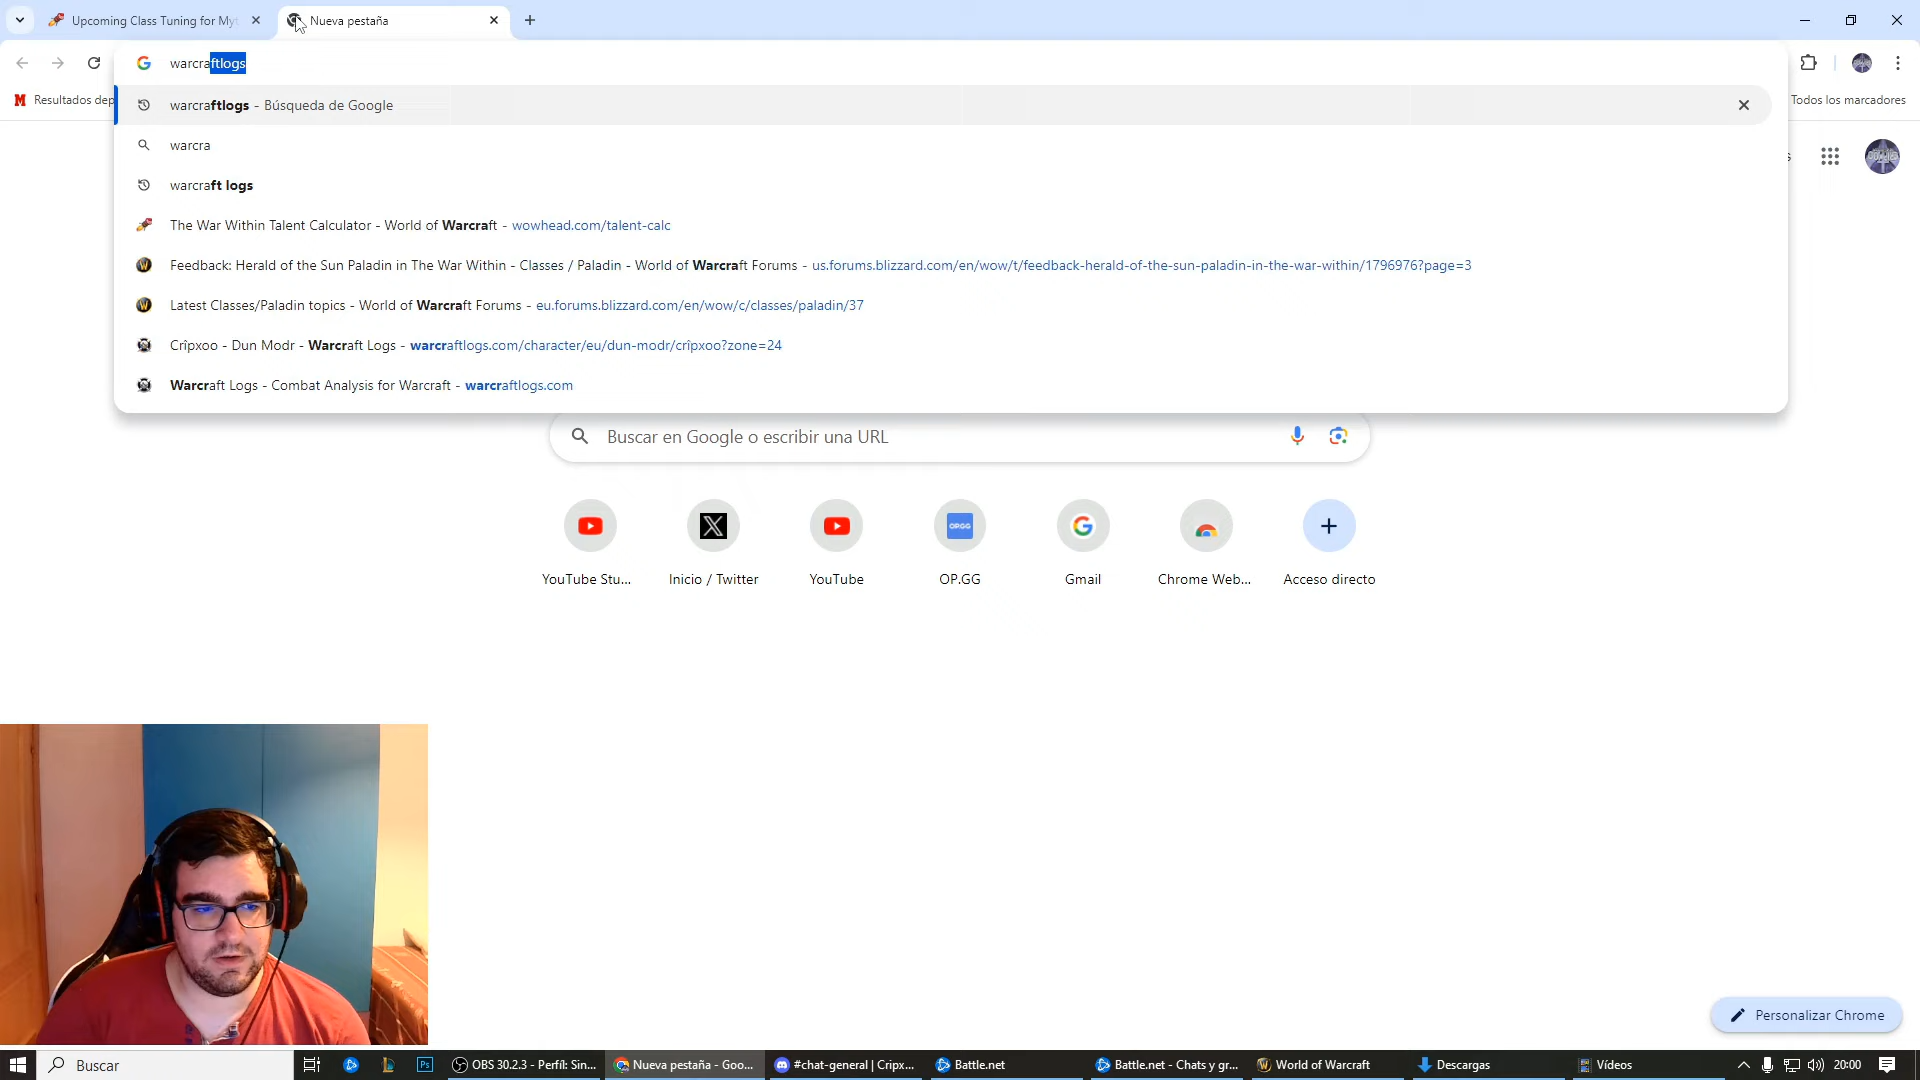 Upcoming Class Tuning for My
Nueva pestaña
warcraftlogs
Resultados dep
Todos los marcadores
warcraftlogs - Búsqueda de Google
warcra
warcraft logs
The War Within Talent Calculator - World of Warcraft - wowhead.com/talent-calc
Feedback: Herald of the Sun Paladin in The War Within - Classes / Paladin - World of Warcraft Forums - us.forums.blizzard.com/en/wow/t/feedback-herald-of-the-sun-paladin-in-the-war-within/1796976?page=3
Latest Classes/Paladin topics - World of Warcraft Forums - eu.forums.blizzard.com/en/wow/c/classes/paladin/37
Crîpxoo - Dun Modr - Warcraft Logs - warcraftlogs.com/character/eu/dun-modr/crîpxoo?zone=24
Warcraft Logs - Combat Analysis for Warcraft - warcraftlogs.com
Buscar en Google o escribir una URL
OP.GG
YouTube Stu...
Inicio / Twitter
YouTube
OP.GG
Gmail
Chrome Web...
Acceso directo
Personalizar Chrome
Buscar
Ps
OBS 30.2.3 - Perfil: Sin...
Nueva pestaña - Goo...
#chat-general | Cripx...
Battle.net
Battle.net - Chats y gr...
World of Warcraft
Descargas
Vídeos
20:00